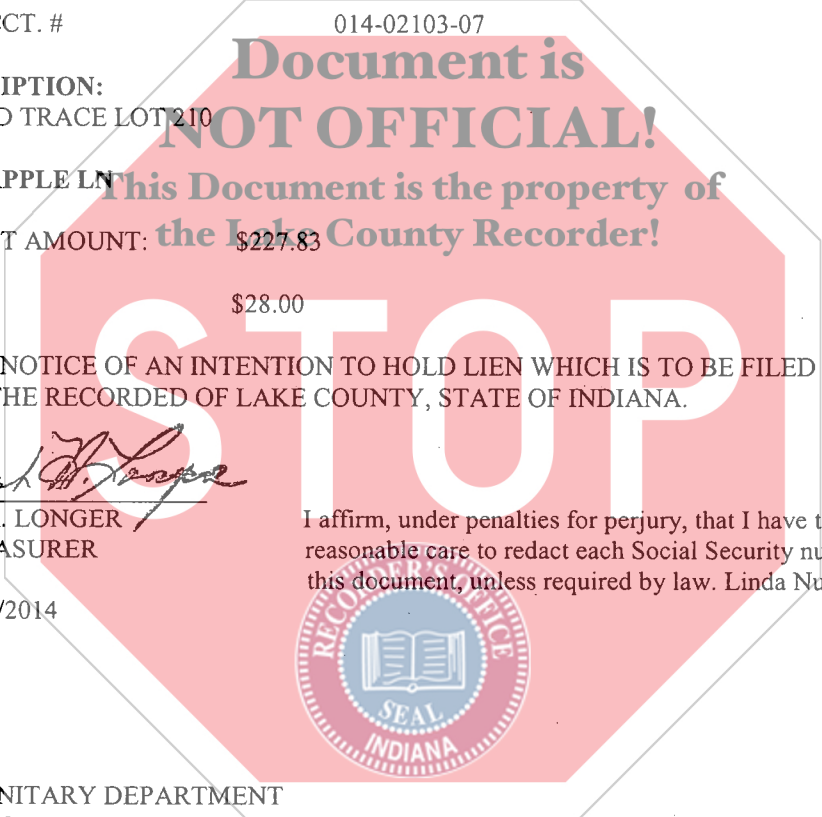 CCT. # 014-02103-07
Document is
IPTION:
D TRACE LOT 210
NOT OFFICIAL!
APPLE LN
This Document is the property of
T AMOUNT: $227.83
the Lake County Recorder!
$28.00
STOP
NOTICE OF AN INTENTION TO HOLD LIEN WHICH IS TO BE FILED
THE RECORDED OF LAKE COUNTY, STATE OF INDIANA.
. LONGER
ASURER
I affirm, under penalties for perjury, that I have t
reasonable care to redact each Social Security nu
this document, unless required by law. Linda Nu
/2014
RECORDER'S OFFICE
SEAL
INDIANA
NITARY DEPARTMENT